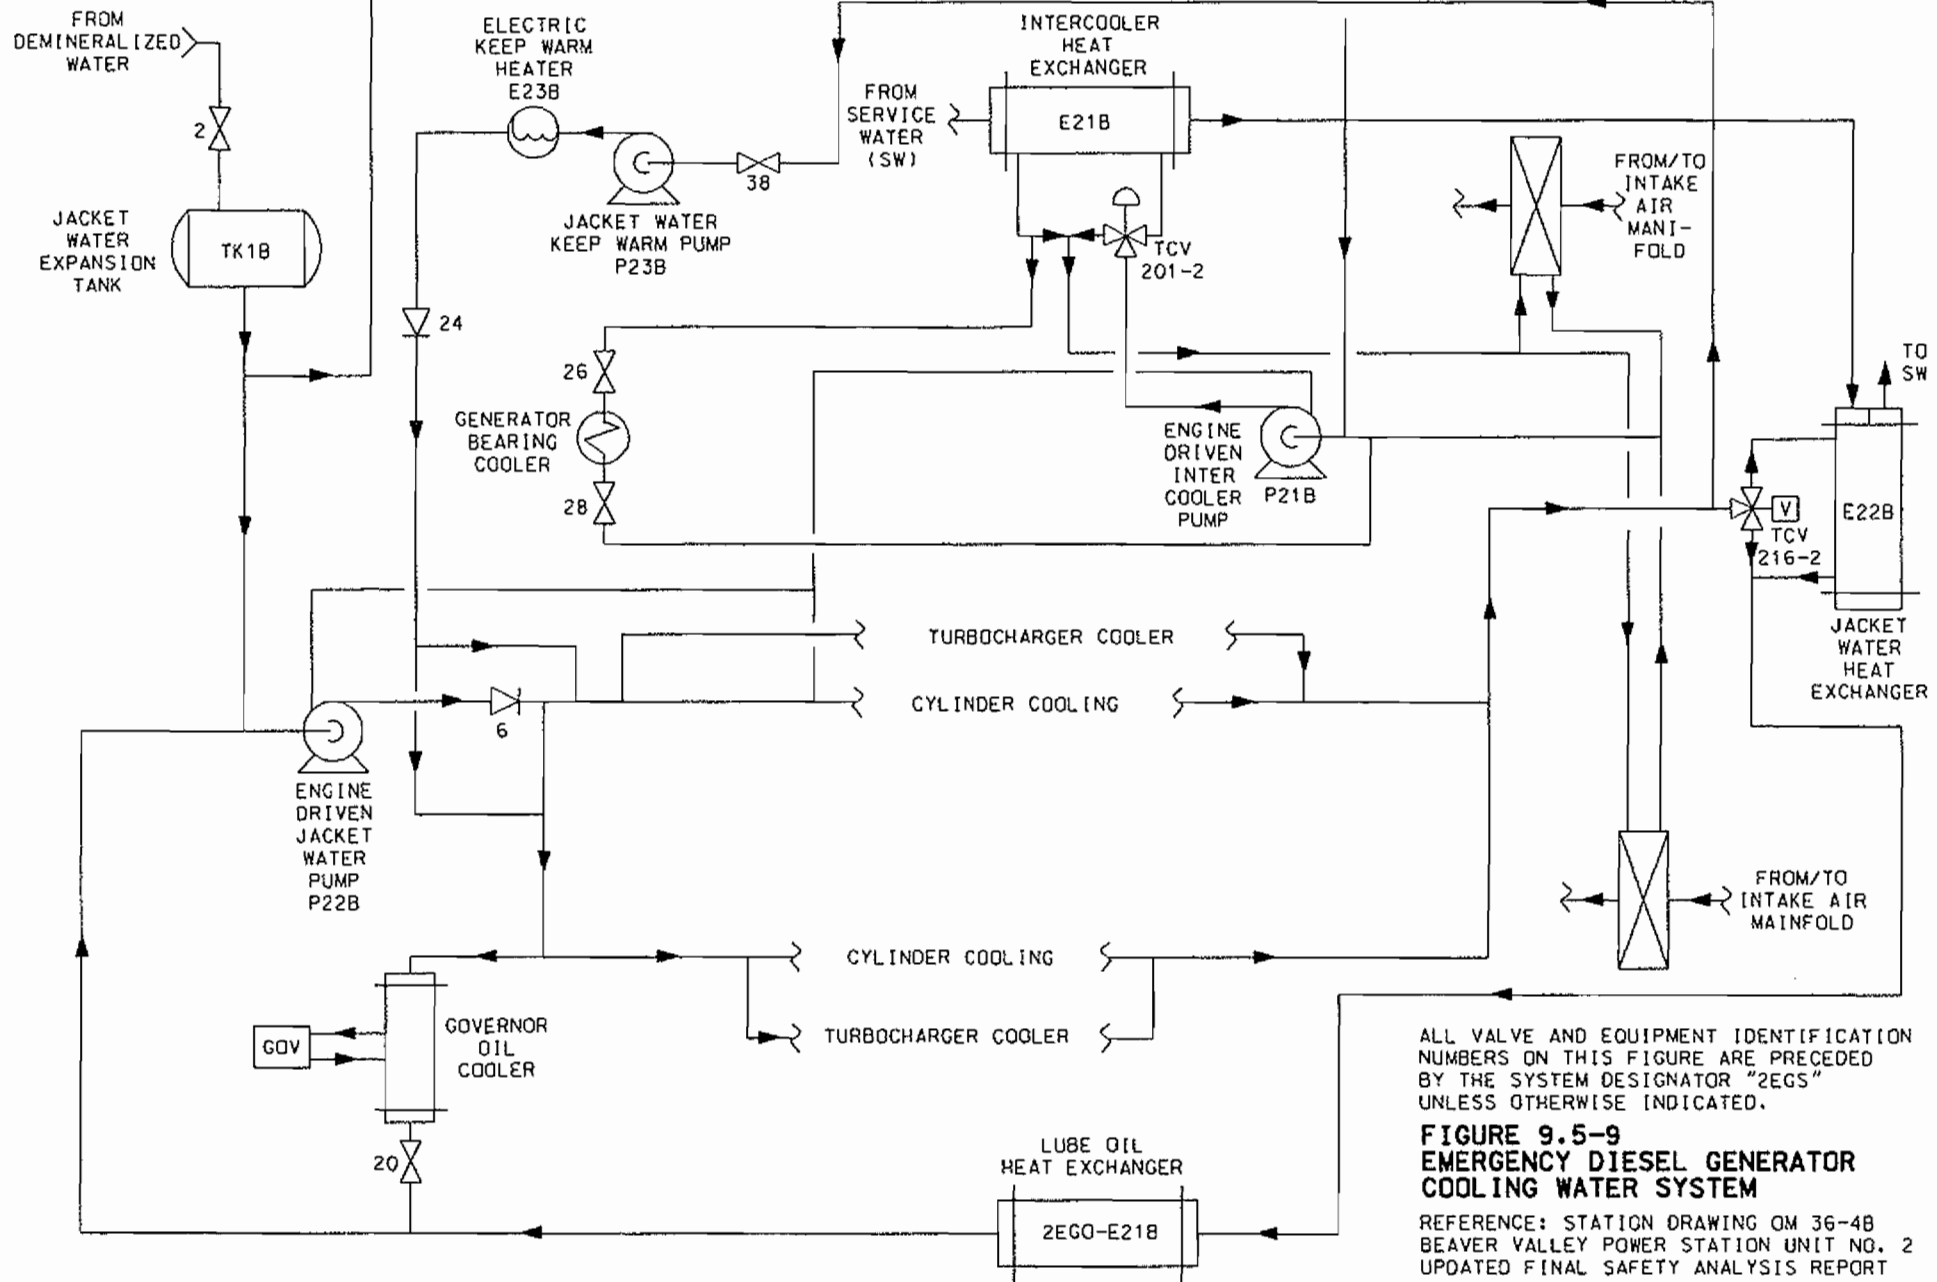 FROM
DEMINERALIZED
WATER
2
JACKET
WATER
EXPANSION
TANK
TK1B
ELECTRIC
KEEP WARM
HEATER
E23B
38
JACKET WATER
KEEP WARM PUMP
P23B
24
INTERCOOLER
HEAT
EXCHANGER
FROM
SERVICE
WATER
(SW)
E21B
TCV
201-2
FROM/TO
INTAKE
AIR
MANI-
FOLD
26
GENERATOR
BEARING
COOLER
28
ENGINE
DRIVEN
INTER
COOLER
PUMP
P21B
TO
SW
E22B
V
TCV
216-2
JACKET
WATER
HEAT
EXCHANGER
TURBOCHARGER COOLER
CYLINDER COOLING
6
ENGINE
DRIVEN
JACKET
WATER
PUMP
P22B
FROM/TO
INTAKE AIR
MAINFOLD
CYLINDER COOLING
TURBOCHARGER COOLER
GOV
GOVERNOR
OIL
COOLER
20
LUBE OIL
HEAT EXCHANGER
2EGO-E21B
ALL VALVE AND EQUIPMENT IDENTIFICATION
NUMBERS ON THIS FIGURE ARE PRECEDED
BY THE SYSTEM DESIGNATOR "2EGS"
UNLESS OTHERWISE INDICATED.
FIGURE 9.5-9
EMERGENCY DIESEL GENERATOR
COOLING WATER SYSTEM
REFERENCE: STATION DRAWING OM 36-4B
BEAVER VALLEY POWER STATION UNIT NO. 2
UPDATED FINAL SAFETY ANALYSIS REPORT